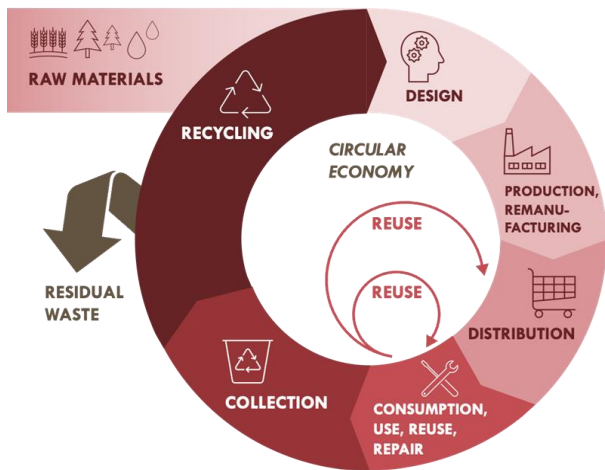 RAW MATERIALS
RECYCLING
DESIGN
CIRCULAR
ECONOMY
PRODUCTION,
REMANU-
FACTURING
REUSE
REUSE
RESIDUAL
WASTE
DISTRIBUTION
COLLECTION
CONSUMPTION,
USE, REUSE,
REPAIR